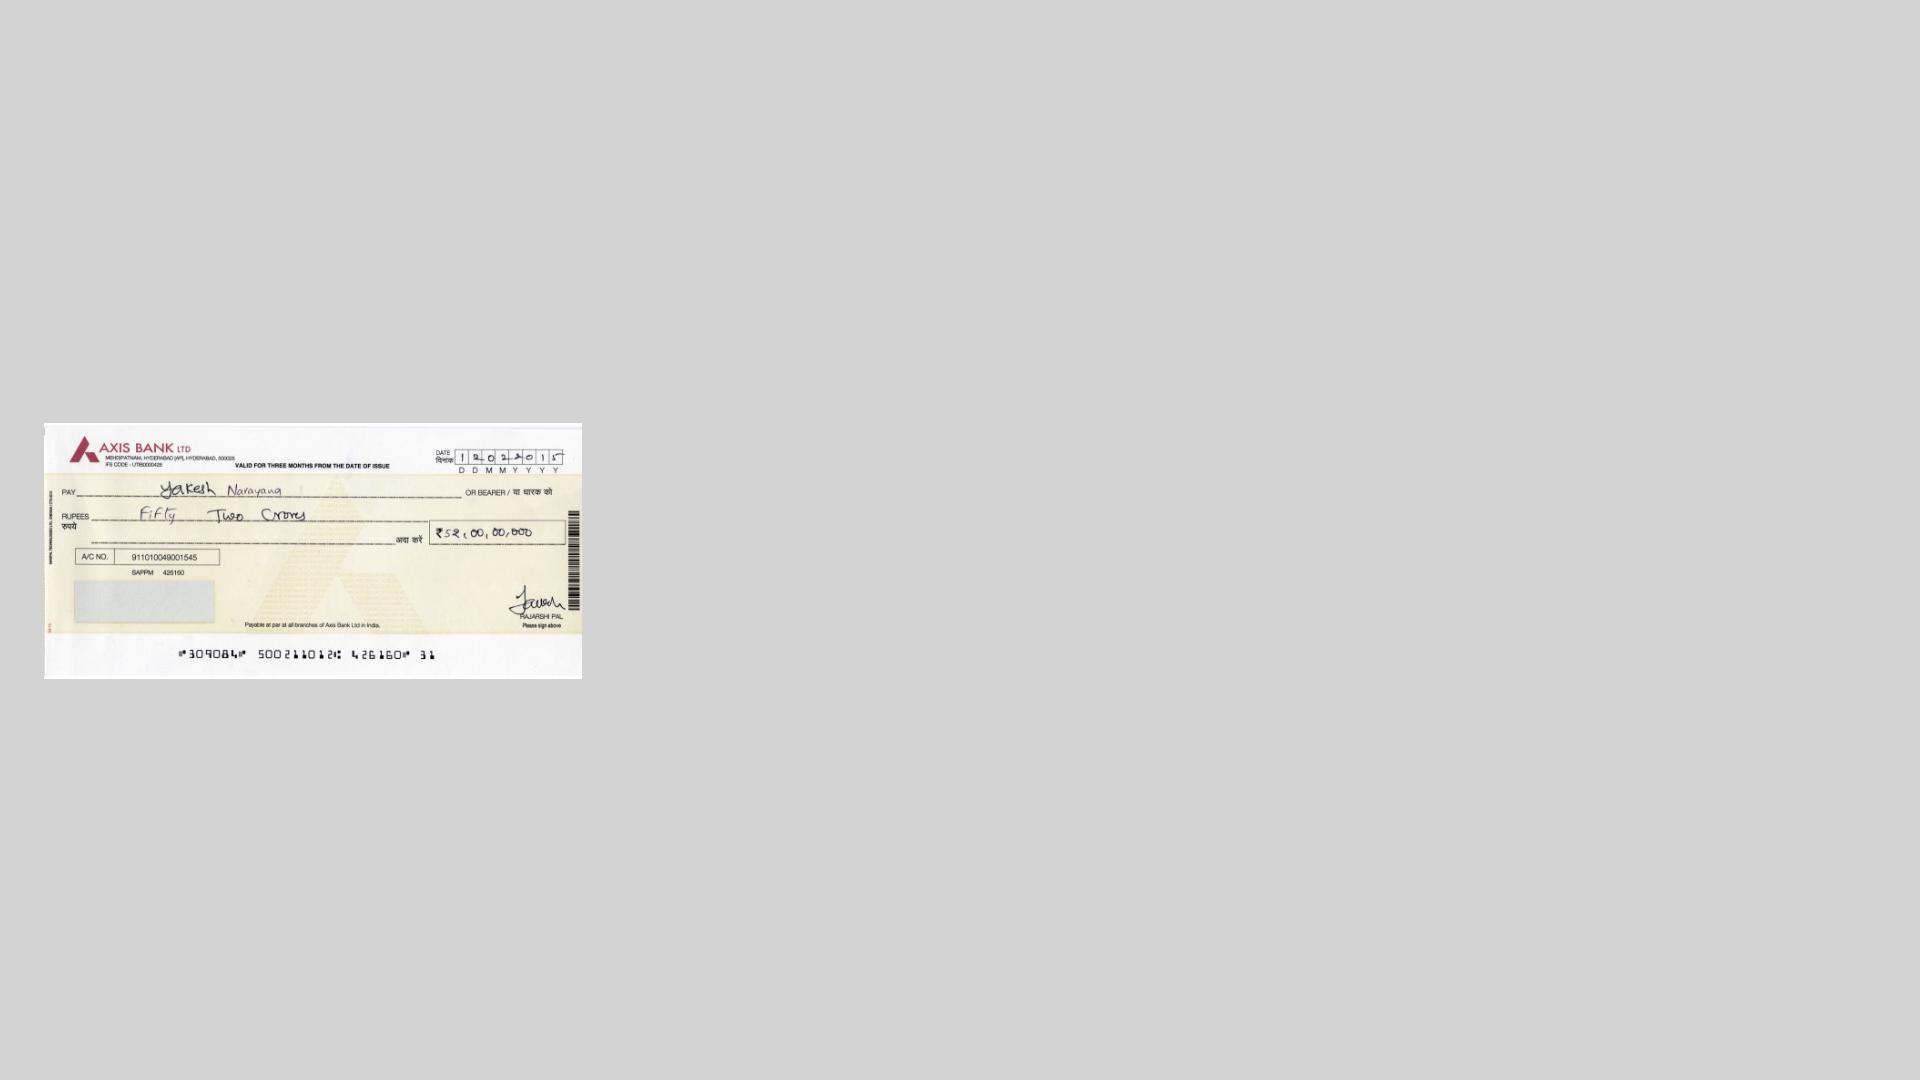 AXIS BANK LTD
MEHDIPATNAM, HYDERABAD [AP], HYDERABAD, 500028
IFS CODE - UTIB0000426
VALID FOR THREE MONTHS FROM THE DATE OF ISSUE
DATE 1 2 0 2 2 0 1 5
दिनांक
D D M M Y Y Y Y
PAY Yakesh Narayana OR BEARER / या धारक को
RUPEES Fifty Two Crores
रुपये
अदा करें ₹52,00,00,000
A/C NO. 911010049001545
SAPPM 426160
RAJARSHI PAL
Payable at par at all branches of Axis Bank Ltd in India.
Please sign above
⑈309084⑈ 500211012⑆ 426160⑈ 31